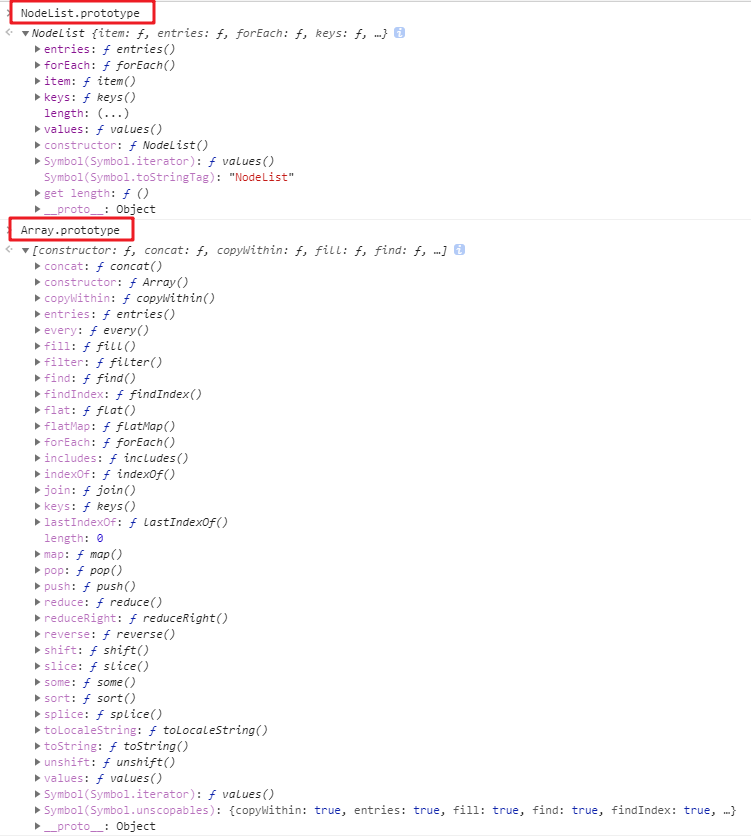 NodeList.prototype
NodeList {item: ƒ, entries: ƒ, forEach: ƒ, keys: ƒ, …} i
entries: ƒ entries()
forEach: ƒ forEach()
item: ƒ item()
keys: ƒ keys()
length: (...)
values: ƒ values()
constructor: ƒ NodeList()
Symbol(Symbol.iterator): ƒ values()
Symbol(Symbol.toStringTag): "NodeList"
get length: ƒ ()
__proto__: Object
Array.prototype
[constructor: ƒ, concat: ƒ, copyWithin: ƒ, fill: ƒ, find: ƒ, …] i
concat: ƒ concat()
constructor: ƒ Array()
copyWithin: ƒ copyWithin()
entries: ƒ entries()
every: ƒ every()
fill: ƒ fill()
filter: ƒ filter()
find: ƒ find()
findIndex: ƒ findIndex()
flat: ƒ flat()
flatMap: ƒ flatMap()
forEach: ƒ forEach()
includes: ƒ includes()
indexOf: ƒ indexOf()
join: ƒ join()
keys: ƒ keys()
lastIndexOf: ƒ lastIndexOf()
length: 0
map: ƒ map()
pop: ƒ pop()
push: ƒ push()
reduce: ƒ reduce()
reduceRight: ƒ reduceRight()
reverse: ƒ reverse()
shift: ƒ shift()
slice: ƒ slice()
some: ƒ some()
sort: ƒ sort()
splice: ƒ splice()
toLocaleString: ƒ toLocaleString()
toString: ƒ toString()
unshift: ƒ unshift()
values: ƒ values()
Symbol(Symbol.iterator): ƒ values()
Symbol(Symbol.unscopables): {copyWithin: true, entries: true, fill: true, find: true, findIndex: true, …}
__proto__: Object